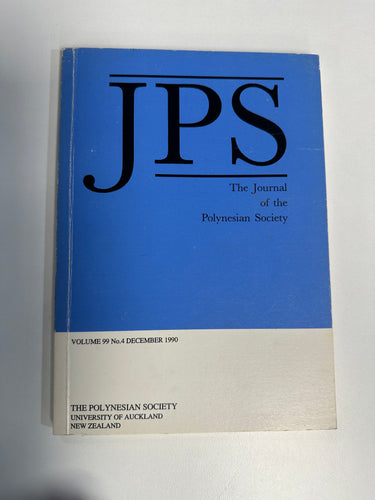 JPS
The Journal
of the
Polynesian Society
VOLUME 99 No.4 DECEMBER 1990
THE POLYNESIAN SOCIETY
UNIVERSITY OF AUCKLAND
NEW ZEALAND